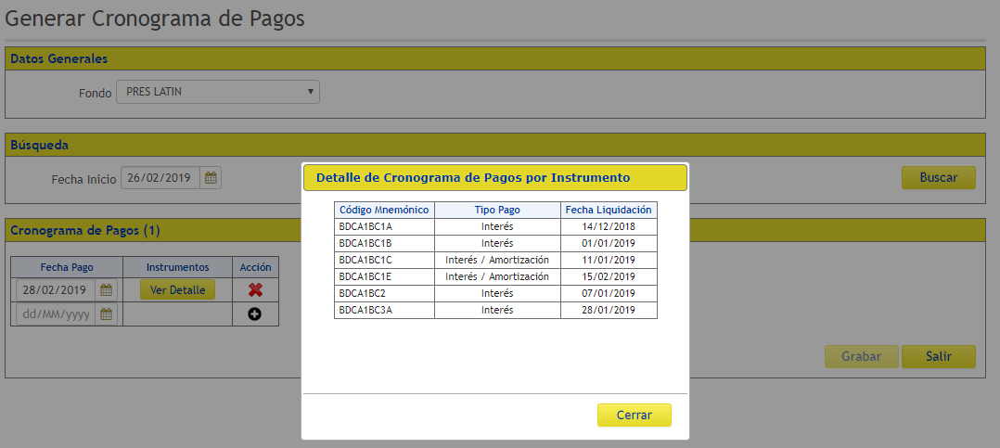 Generar Cronograma de Pagos
Datos Generales
Fondo PRES LATIN
Búsqueda
Fecha Inicio 26/02/2019
Buscar
Cronograma de Pagos (1)
Fecha Pago Instrumentos Acción
28/02/2019 Ver Detalle
dd/MM/yyyy
Grabar Salir
Detalle de Cronograma de Pagos por Instrumento
Código Mnemónico Tipo Pago Fecha Liquidación
BDCA1BC1A Interés 14/12/2018
BDCA1BC1B Interés 01/01/2019
BDCA1BC1C Interés / Amortización 11/01/2019
BDCA1BC1E Interés / Amortización 15/02/2019
BDCA1BC2 Interés 07/01/2019
BDCA1BC3A Interés 28/01/2019
Cerrar